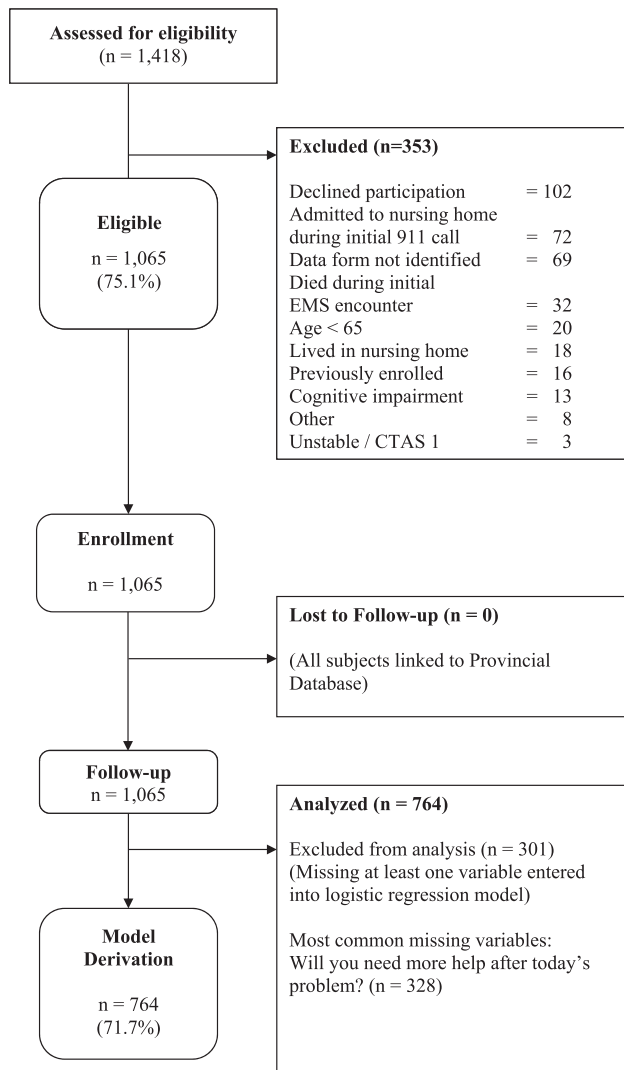 Assessed for eligibility
(n = 1,418)
Excluded (n=353)
Declined participation = 102
Admitted to nursing home
during initial 911 call = 72
Data form not identified = 69
Died during initial
EMS encounter = 32
Age < 65 = 20
Lived in nursing home = 18
Previously enrolled = 16
Cognitive impairment = 13
Other = 8
Unstable / CTAS 1 = 3
Eligible
n = 1,065
(75.1%)
Enrollment
n = 1,065
Lost to Follow-up (n = 0)
(All subjects linked to Provincial
Database)
Follow-up
n = 1,065
Analyzed (n = 764)
Excluded from analysis (n = 301)
(Missing at least one variable entered
into logistic regression model)
Most common missing variables:
Will you need more help after today's
problem? (n = 328)
Model
Derivation
n = 764
(71.7%)